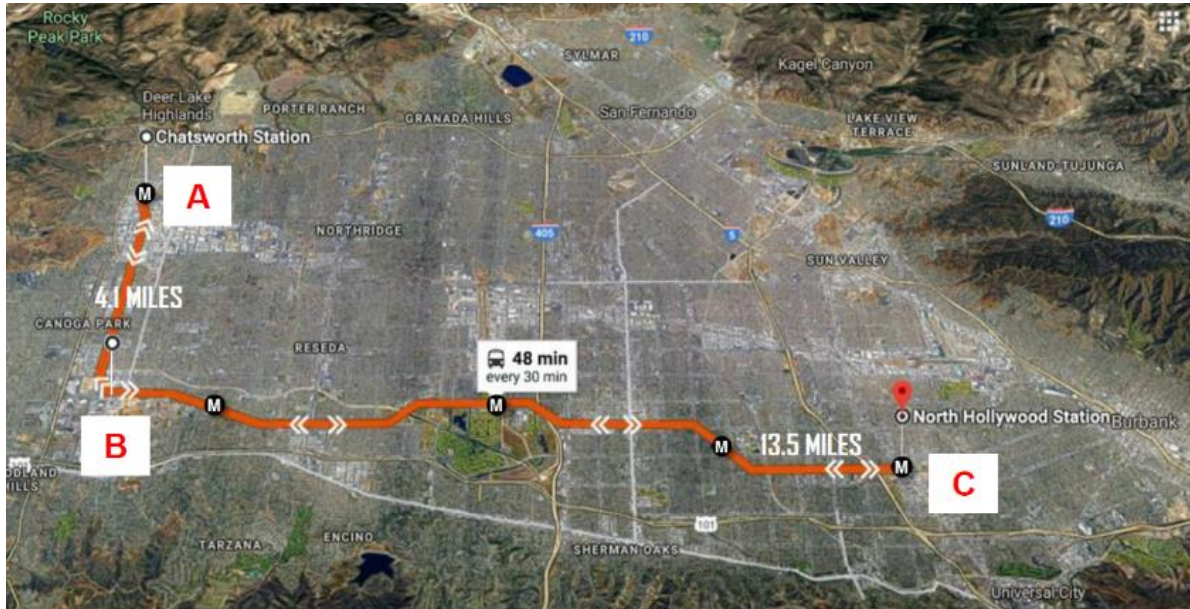 Rocky
Peak Park
210
SYLMAR
Kagel Canyon
Deer Lake
Highlands
PORTER RANCH
GRANADA HILLS
San Fernando
LAKE VIEW
TERRACE
Chatsworth Station
SUNLAND-TUJUNGA
M
A
NORTHRIDGE
405
5
210
SUN VALLEY
4.1 MILES
CANOGA PARK
RESEDA
48 min
every 30 min
M
M
North Hollywood Station
Burbank
B
M
13.5 MILES
M
C
HILLS
101
TARZANA
ENCINO
SHERMAN OAKS
Universal City